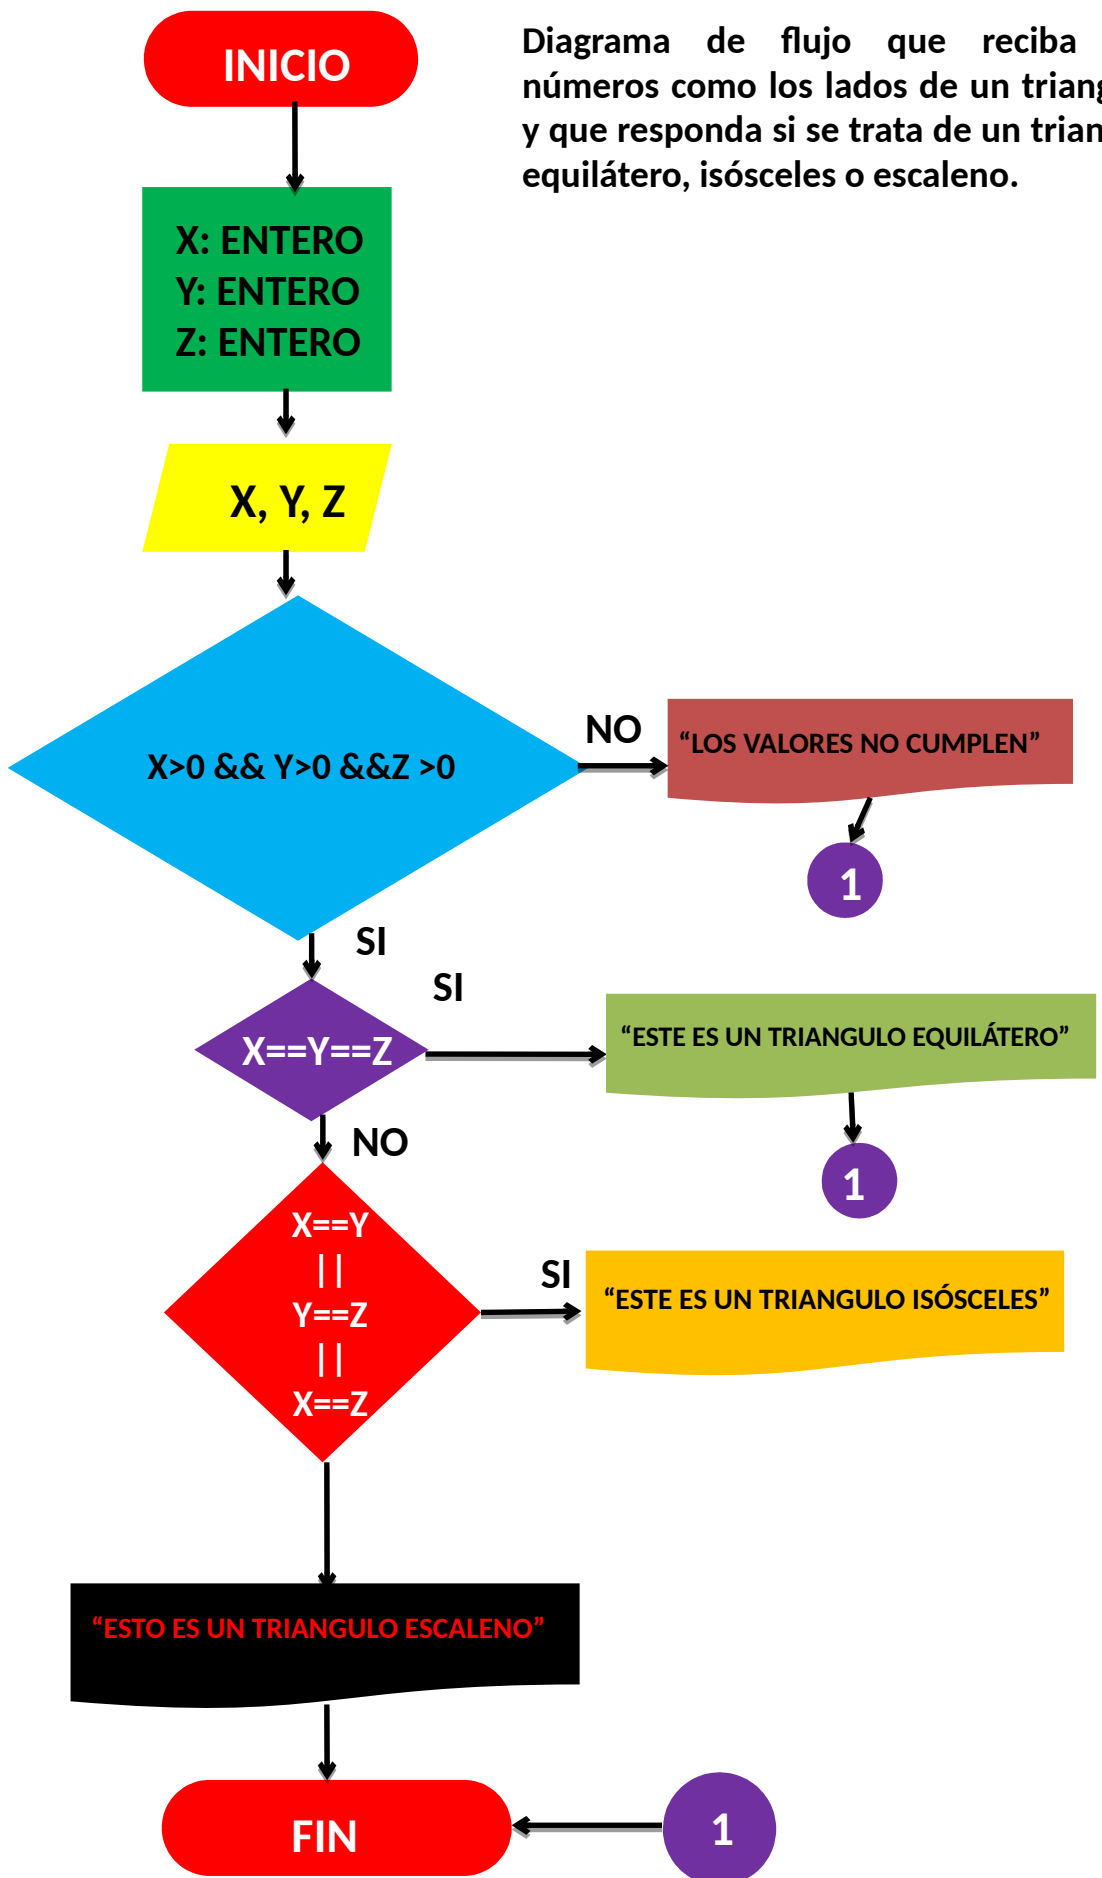 INICIO
Diagrama de flujo que reciba
números como los lados de un
y que responda si se trata de un
equilátero, isósceles o escaleno.
X: ENTERO
Y: ENTERO
Z: ENTERO
X, Y, Z
X>0 && Y>0 &&Z >0
NO
“LOS VALORES NO CUMPLEN”
1
SI
SI
X==Y==Z
“ESTE ES UN TRIANGULO EQUILÁTERO”
1
NO
X==Y
||
Y==Z
||
X==Z
SI
“ESTE ES UN TRIANGULO ISÓSCELES”
“ESTO ES UN TRIANGULO ESCALENO”
FIN
1